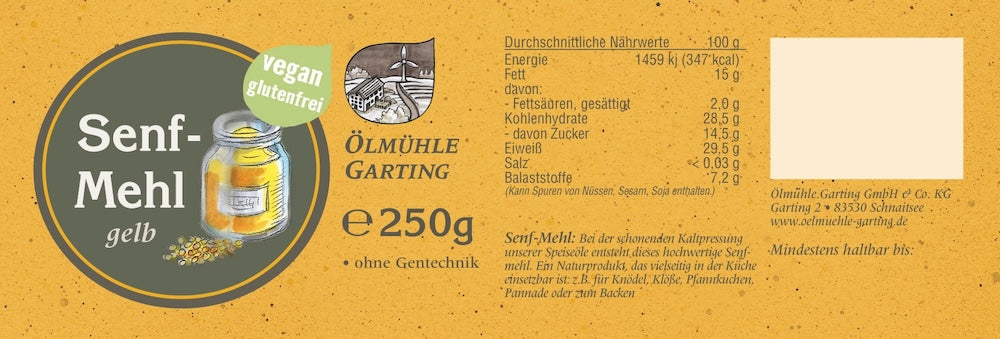 Senf-
Mehl
gelb
vegan
glutenfrei
ÖLMÜHLE
GARTING
℮ 250g
• ohne Gentechnik
Durchschnittliche Nährwerte 100 g
Energie 1459 kj (347 kcal)
Fett 15 g
davon:
- Fettsäuren, gesättigt 2,0 g
Kohlenhydrate 28,5 g
- davon Zucker 14,5 g
Eiweiß 29,5 g
Salz < 0,03 g
Balaststoffe 7,2 g
(Kann Spuren von Nüssen, Sesam, Soja enthalten.)
Senf-Mehl: Bei der schonenden Kaltpressung
unserer Speiseöle entsteht dieses hochwertige Senf-
mehl. Ein Naturprodukt, das vielseitig in der Küche
einsetzbar ist: z.B. für Knödel, Klöße, Pfannkuchen,
Pannade oder zum Backen
Ölmühle Garting GmbH & Co. KG
Garting 2 • 83530 Schnaitsee
www.oelmuehle-garting.de
Mindestens haltbar bis: